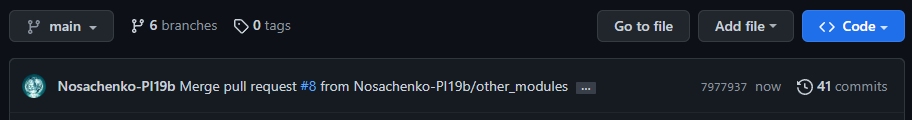 main 6 branches 0 tags Go to file Add file Code
Nosachenko-PI19b Merge pull request #8 from Nosachenko-PI19b/other_modules ... 7977937 now 41 commits